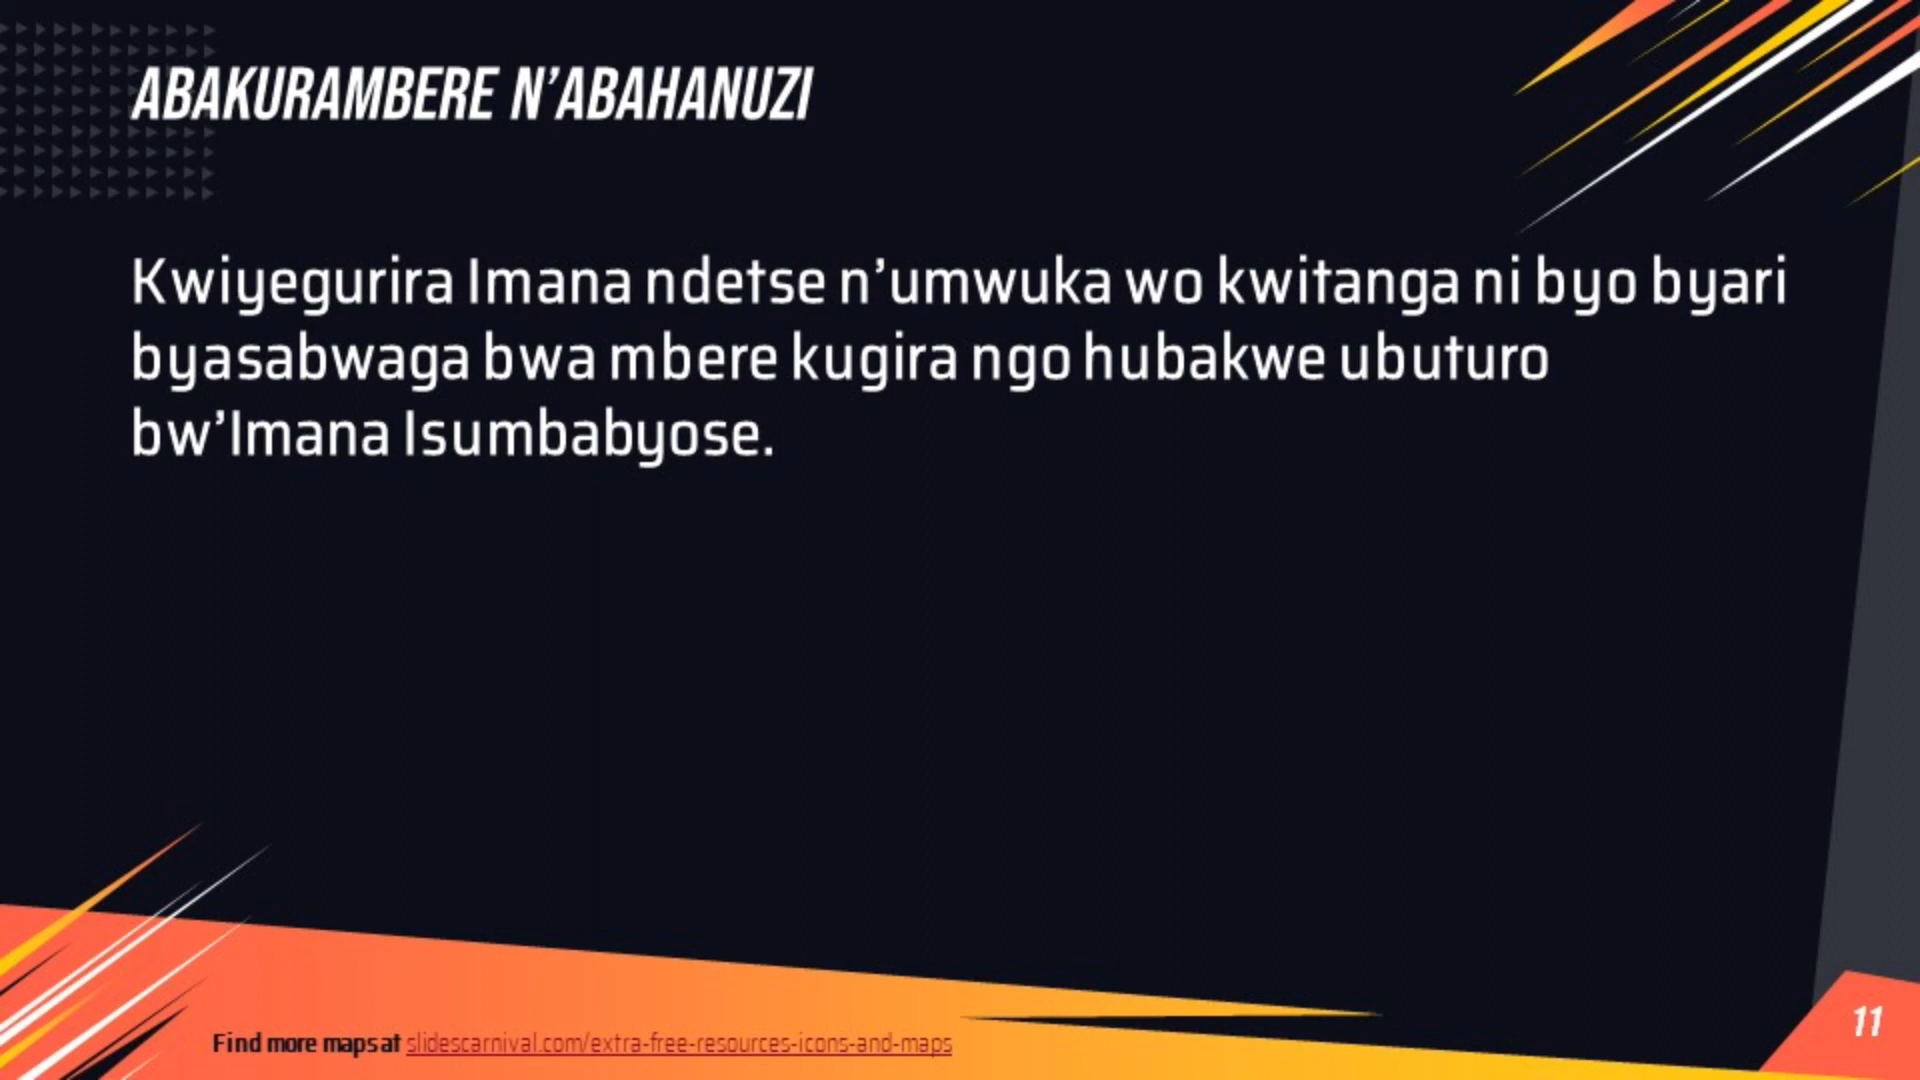 ABAKURAMBERE N’ABAHANUZI
Kwiyegurira Imana ndetse n’umwuka wo kwitanga ni byo byari
byasabwaga bwa mbere kugira ngo hubakwe ubuturo
bw’Imana Isumbabyose.
Find more maps at slidescarnival.com/extra-free-resources-icons-and-maps
11